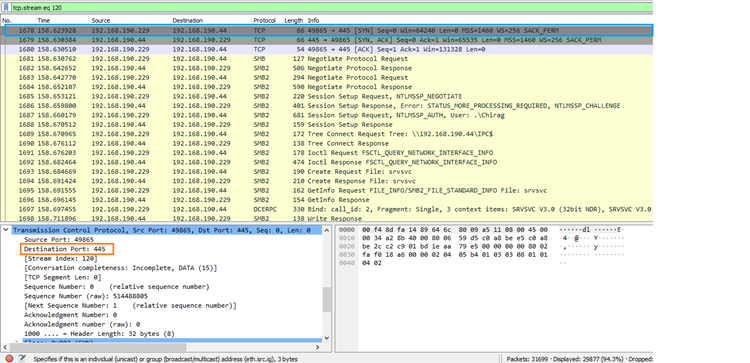 tcp.stream eq 120
No. Time Source Destination Protocol Length Info
1678 158.623928 192.168.190.229 192.168.190.44 TCP 66 49865 → 445 [SYN] Seq=0 Win=64240 Len=0 MSS=1460 WS=256 SACK_PERM
1679 158.630384 192.168.190.44 192.168.190.229 TCP 66 445 → 49865 [SYN, ACK] Seq=0 Ack=1 Win=65535 Len=0 MSS=1460 WS=256 SACK_PERM
1680 158.630510 192.168.190.229 192.168.190.44 TCP 54 49865 → 445 [ACK] Seq=1 Ack=1 Win=131328 Len=0
1681 158.630762 192.168.190.229 192.168.190.44 SMB 127 Negotiate Protocol Request
1686 158.642652 192.168.190.44 192.168.190.229 SMB2 506 Negotiate Protocol Response
1687 158.642770 192.168.190.229 192.168.190.44 SMB2 294 Negotiate Protocol Request
1688 158.652107 192.168.190.44 192.168.190.229 SMB2 590 Negotiate Protocol Response
1689 158.653121 192.168.190.229 192.168.190.44 SMB2 220 Session Setup Request, NTLMSSP_NEGOTIATE
1690 158.659800 192.168.190.44 192.168.190.229 SMB2 401 Session Setup Response, Error: STATUS_MORE_PROCESSING_REQUIRED, NTLMSSP_CHALLENGE
1691 158.660179 192.168.190.229 192.168.190.44 SMB2 681 Session Setup Request, NTLMSSP_AUTH, User: .\Chirag
1693 158.670512 192.168.190.44 192.168.190.229 SMB2 159 Session Setup Response
1694 158.670965 192.168.190.229 192.168.190.44 SMB2 172 Tree Connect Request Tree: \\192.168.190.44\IPC$
1695 158.676112 192.168.190.44 192.168.190.229 SMB2 138 Tree Connect Response
1691 158.676203 192.168.190.229 192.168.190.44 SMB2 178 Ioctl Request FSCTL_QUERY_NETWORK_INTERFACE_INFO
1692 158.682464 192.168.190.44 192.168.190.229 SMB2 474 Ioctl Response FSCTL_QUERY_NETWORK_INTERFACE_INFO
1693 158.684669 192.168.190.229 192.168.190.44 SMB2 190 Create Request File: srvsvc
1694 158.691424 192.168.190.44 192.168.190.229 SMB2 210 Create Response File: srvsvc
1695 158.691555 192.168.190.229 192.168.190.44 SMB2 162 GetInfo Request FILE_INFO/SMB2_FILE_STANDARD_INFO File: srvsvc
1696 158.696145 192.168.190.44 192.168.190.229 SMB2 154 GetInfo Response
1697 158.696455 192.168.190.229 192.168.190.44 DCERPC 330 Bind: call_id: 2, Fragment: Single, 3 context items: SRVSVC V3.0 (32bit NDR), SRVSVC V3.0
1698 158.711896 192.168.190.44 192.168.190.229 SMB2 138 Write Response
Transmission Control Protocol, Src Port: 49865, Dst Port: 445, Seq: 0, Len: 0
Source Port: 49865
Destination Port: 445
[Stream index: 120]
[Conversation completeness: Incomplete, DATA (15)]
[TCP Segment Len: 0]
Sequence Number: 0 (relative sequence number)
Sequence Number (raw): 514488805
[Next Sequence Number: 1 (relative sequence number)]
Acknowledgment Number: 0
Acknowledgment number (raw): 0
1000 .... = Header Length: 32 bytes (8)
0000 00 f4 8d fa 14 89 64 6c 80 09 a5 11 08 00 45 00
0010 00 34 a2 8b 40 00 80 06 59 d5 c0 a8 be e5 c0 a8
0020 be 2c c2 c9 01 bd 1e aa 79 e5 00 00 00 00 80 02
0030 fa f0 18 a6 00 00 02 04 05 b4 01 03 03 08 01 01
0040 04 02
Specifies if this is an individual (unicast) or group (broadcast/multicast) address (eth.src.ig), 3 bytes
Packets: 31699 · Displayed: 29877 (94.3%) · Dropped: